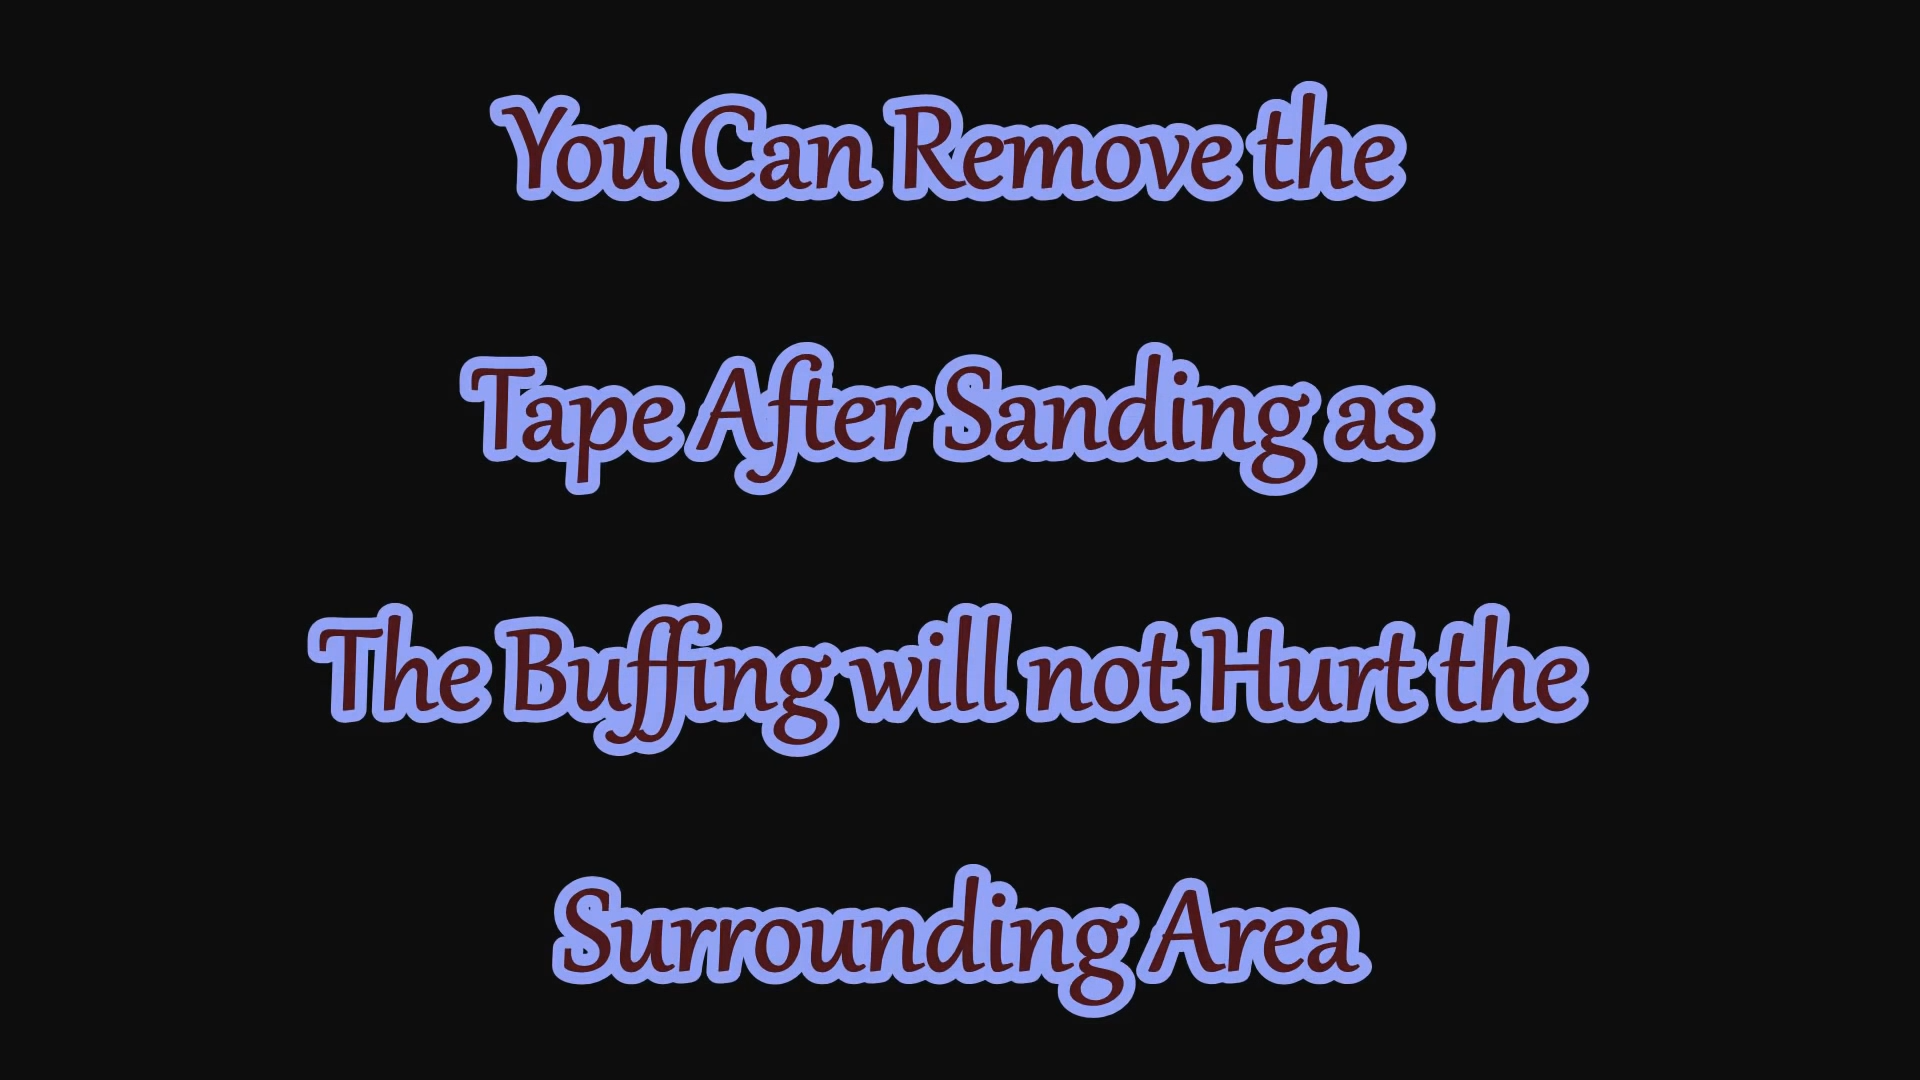 You Can Remove the
Tape After Sanding as
The Buffing will not Hurt the
Surrounding Area